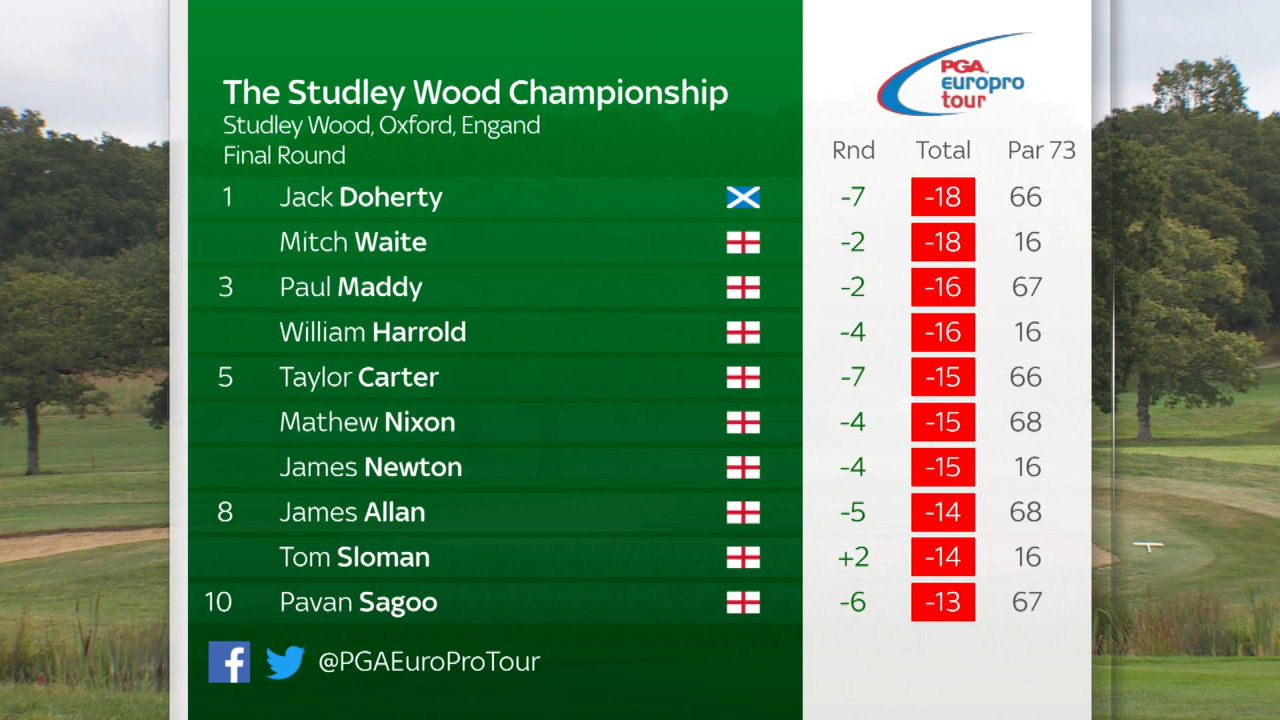 The Studley Wood Championship
Studley Wood, Oxford, Engand
Final Round
PGA
europro
tour
Rnd Total Par 73
1 Jack Doherty -7 -18 66
Mitch Waite -2 -18 16
3 Paul Maddy -2 -16 67
William Harrold -4 -16 16
5 Taylor Carter -7 -15 66
Mathew Nixon -4 -15 68
James Newton -4 -15 16
8 James Allan -5 -14 68
Tom Sloman +2 -14 16
10 Pavan Sagoo -6 -13 67
f @PGAEuroProTour